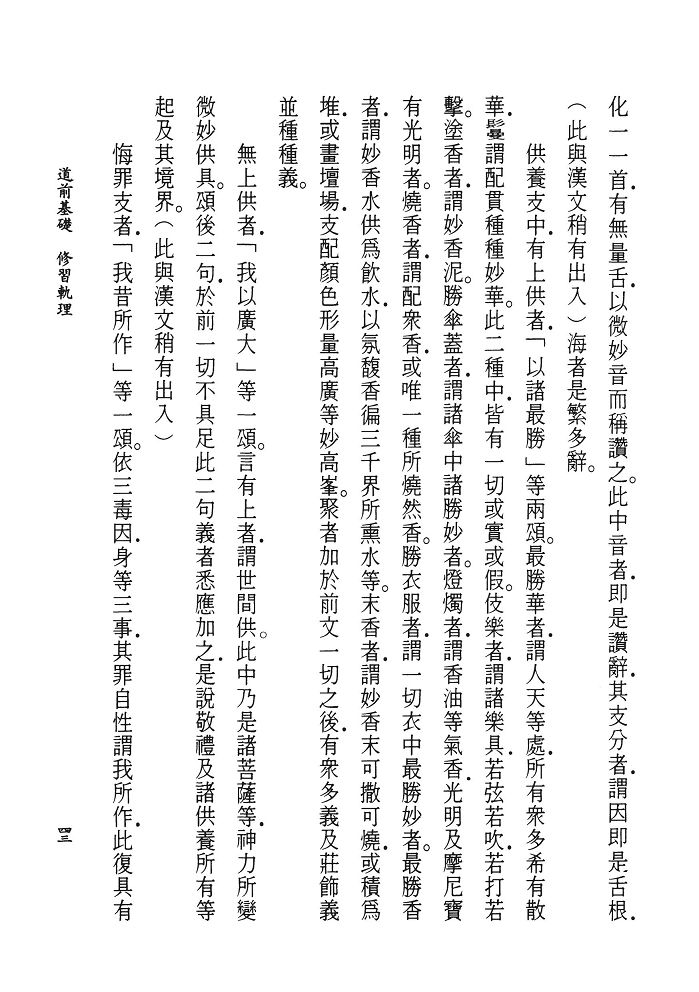 化一一首．有無量舌．以微妙音而稱讚之。此中音者．即是讚辭．其支分者．謂因即是舌根．
（此與漢文稍有出入）海者是繁多辭。
供養支中．有上供者．「以諸最勝」等兩頌。最勝華者．謂人天等處．所有眾多希有散
華．鬘謂配貫種種妙華。此二種中．皆有一切或實或假。伎樂者．謂諸樂具．若弦若吹．若打若
擊。塗香者．謂妙香泥。勝傘蓋者．謂諸傘中諸勝妙者。燈燭者．謂香油等氣香．光明及摩尼寶
有光明者。燒香者．謂配眾香．或唯一種所燒然香。勝衣服者．謂一切衣中最勝妙者。最勝香
者．謂妙香水供為飲水．以氛馥香徧三千界所熏水等。末香者．謂妙香末可撒可燒．或積為
堆．或畫壇場．支配顏色形量高廣等妙高峯。聚者加於前文一切之後．有眾多義及莊飾義
並種種義。
無上供者．「我以廣大」等一頌。言有上者．謂世間供。此中乃是諸菩薩等．神力所變
微妙供具。頌後二句．於前一切不具足此二句義者．悉應加之．是說敬禮及諸供養所有等
起及其境界。（此與漢文稍有出入）
悔罪支者．「我昔所作」等一頌。依三毒因．身等三事．其罪自性謂我所作．此復具有
道前基礎　修習軌理
四三